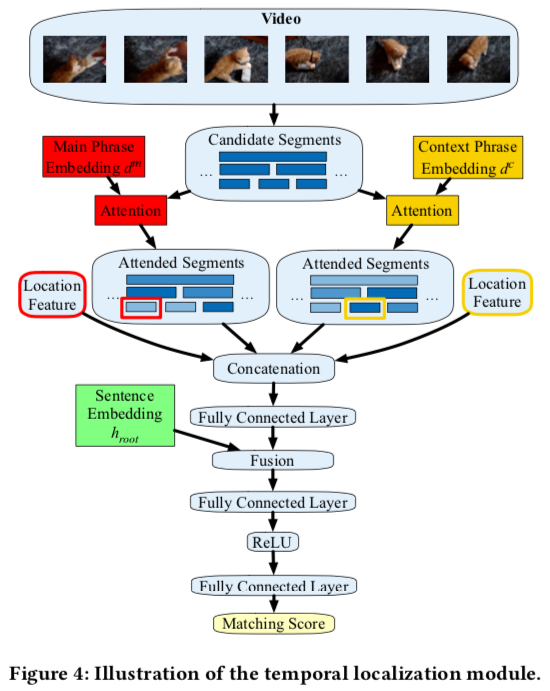 Video
Candidate Segments
... ...
Main Phrase
Embedding d^m
Context Phrase
Embedding d^c
Attention
Attention
Attended Segments
... ...
Attended Segments
... ...
Location
Feature
Location
Feature
Concatenation
Sentence
Embedding
h_root
Fully Connected Layer
Fusion
Fully Connected Layer
ReLU
Fully Connected Layer
Matching Score
Figure 4: Illustration of the temporal localization module.